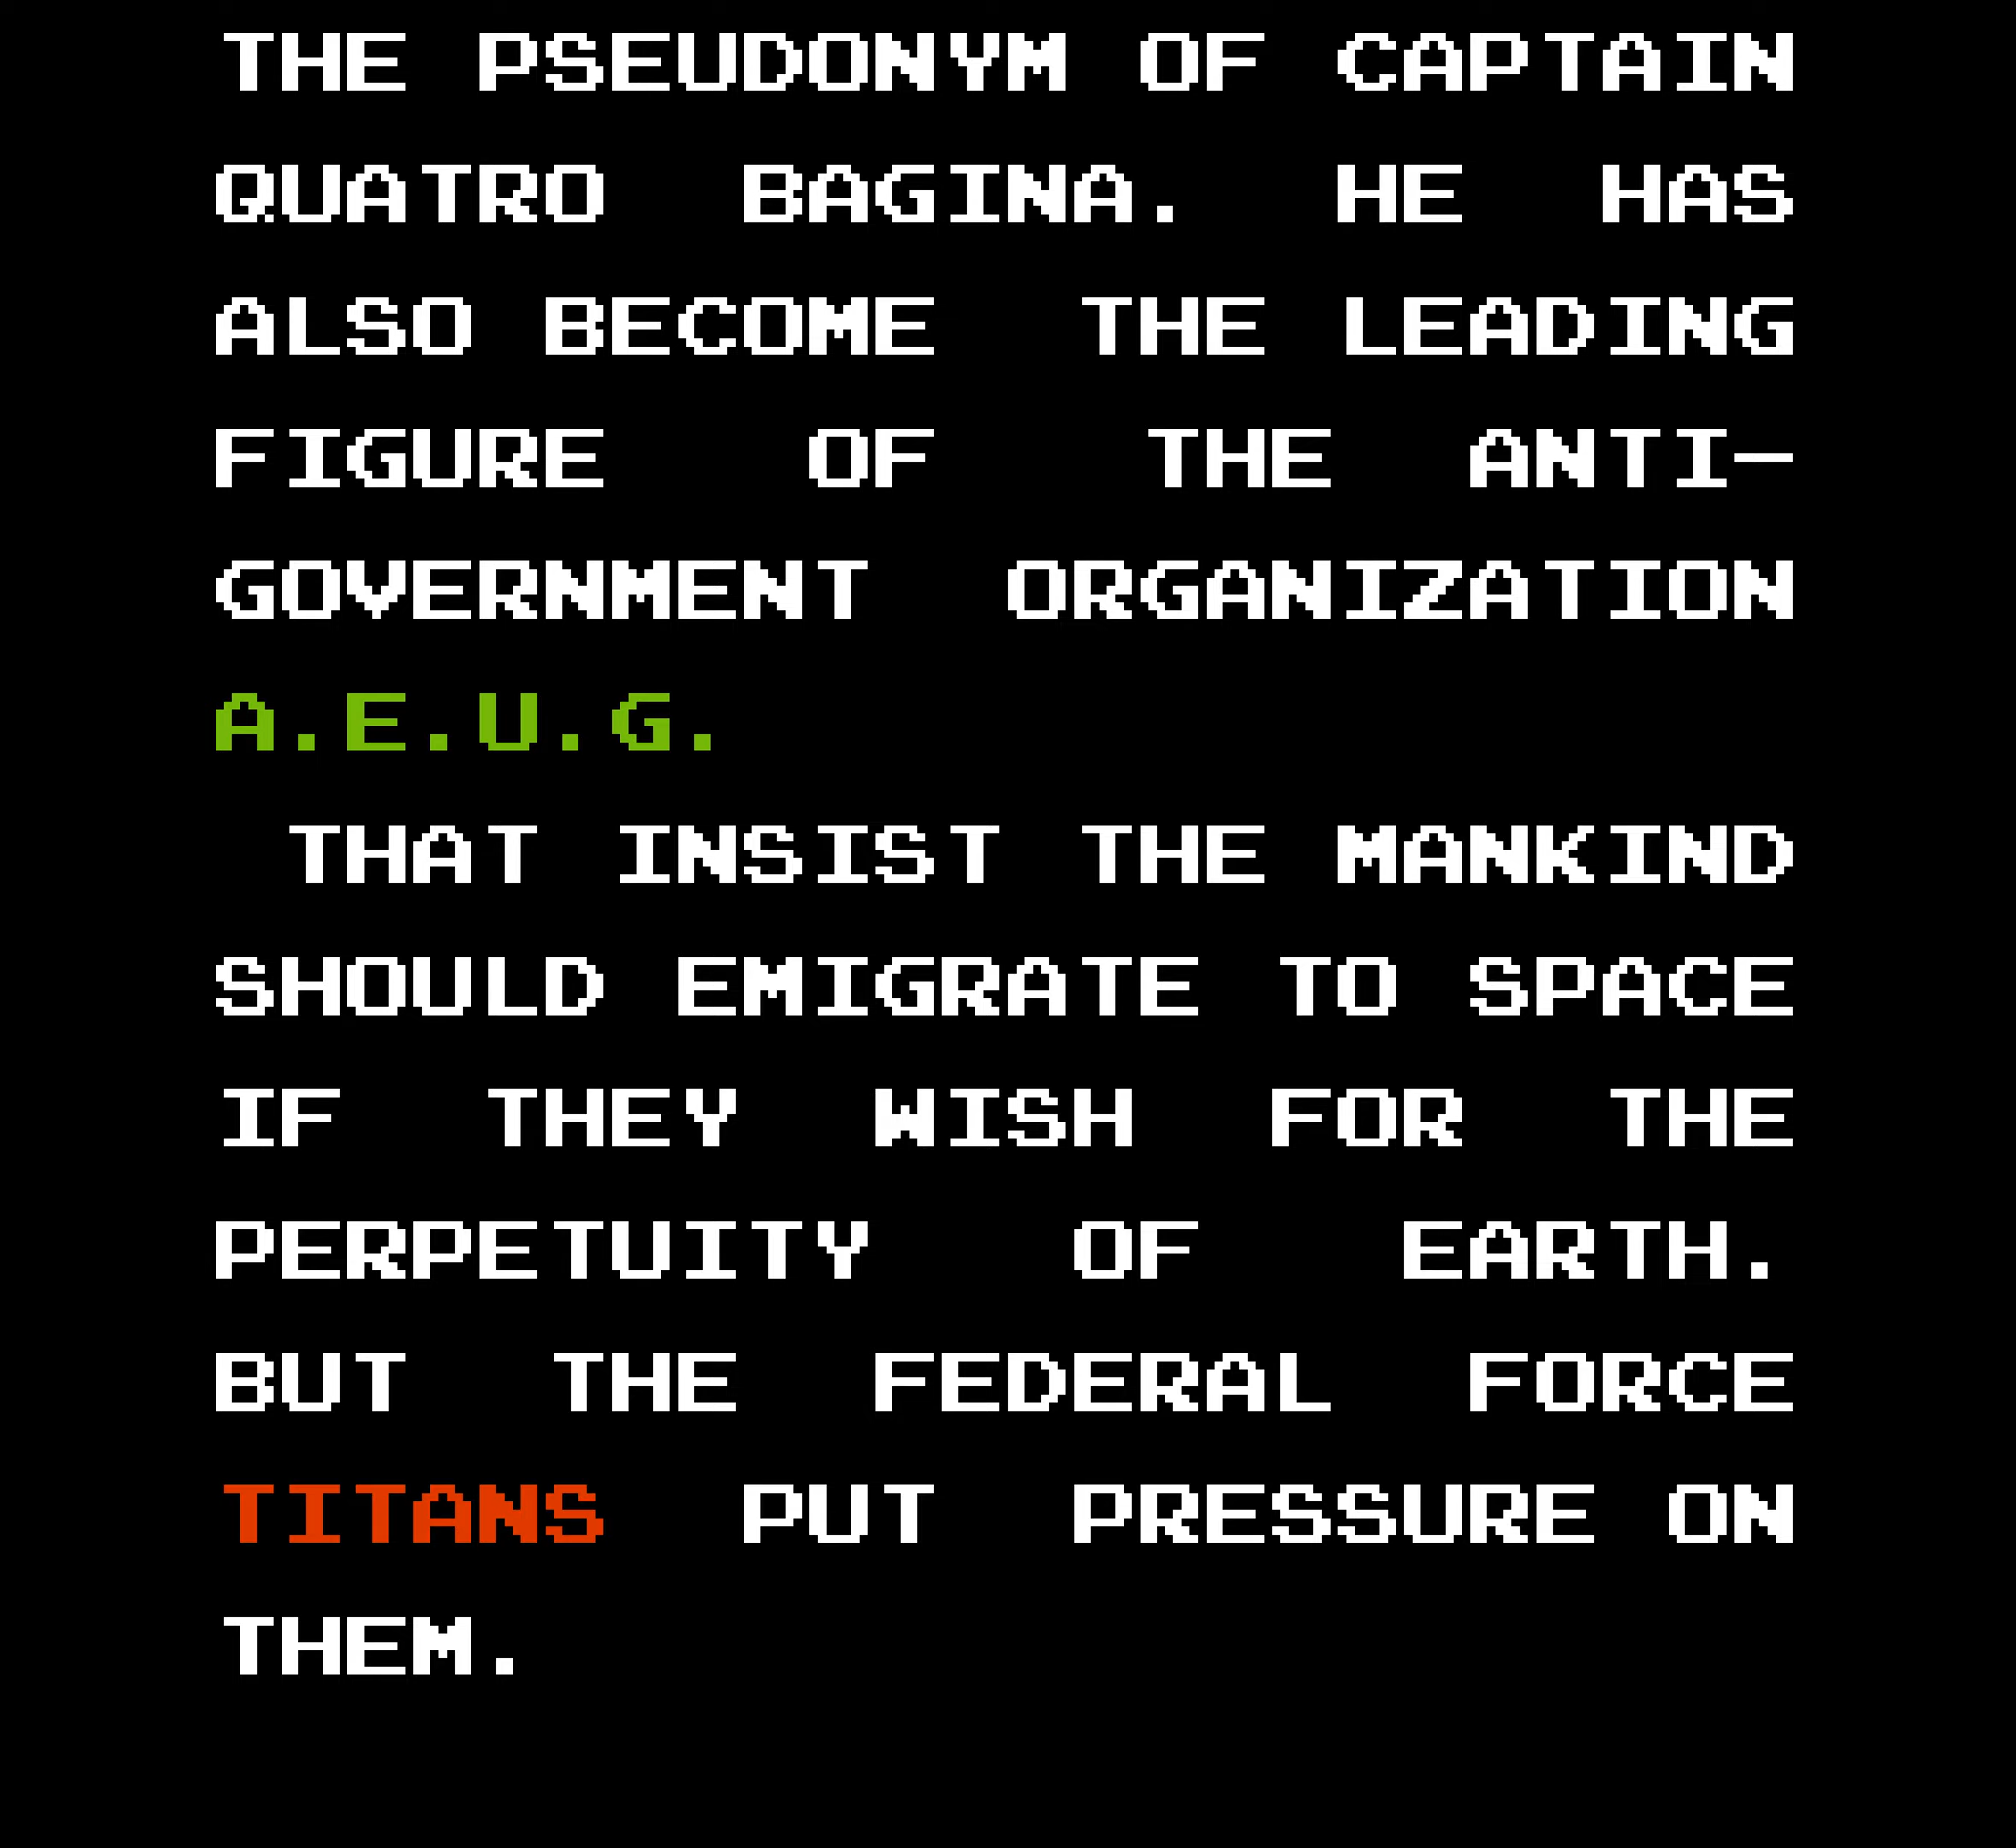 THE PSEUDONYM OF CAPTAIN
QUATRO BAGINA. HE HAS
ALSO BECOME THE LEADING
FIGURE OF THE ANTI-
GOVERNMENT ORGANIZATION
A.E.U.G.
THAT INSIST THE MANKIND
SHOULD EMIGRATE TO SPACE
IF THEY WISH FOR THE
PERPETUITY OF EARTH.
BUT THE FEDERAL FORCE
TITANS PUT PRESSURE ON
THEM.